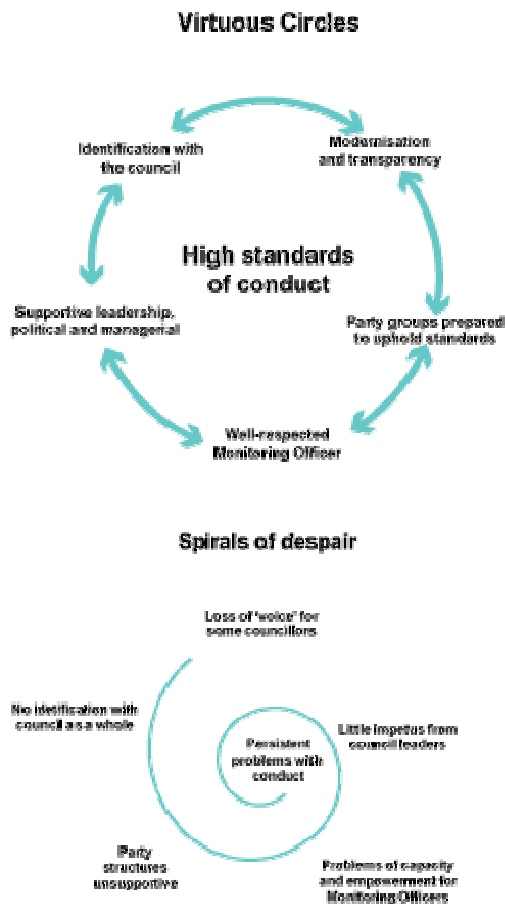 Virtuous Circles
Identification with
the council
Modernisation
and transparency
High standards
of conduct
Supportive leadership,
political and managerial
Party groups prepared
to uphold standards
Well-respected
Monitoring Officer
Spirals of despair
Loss of 'voice' for
some councillors
No idetification with
council as a whole
Little impetus from
council leaders
Persistent
problems with
conduct
Party
structures
unsupportive
Problems of capacity
and empowerment for
Monitoring Officers